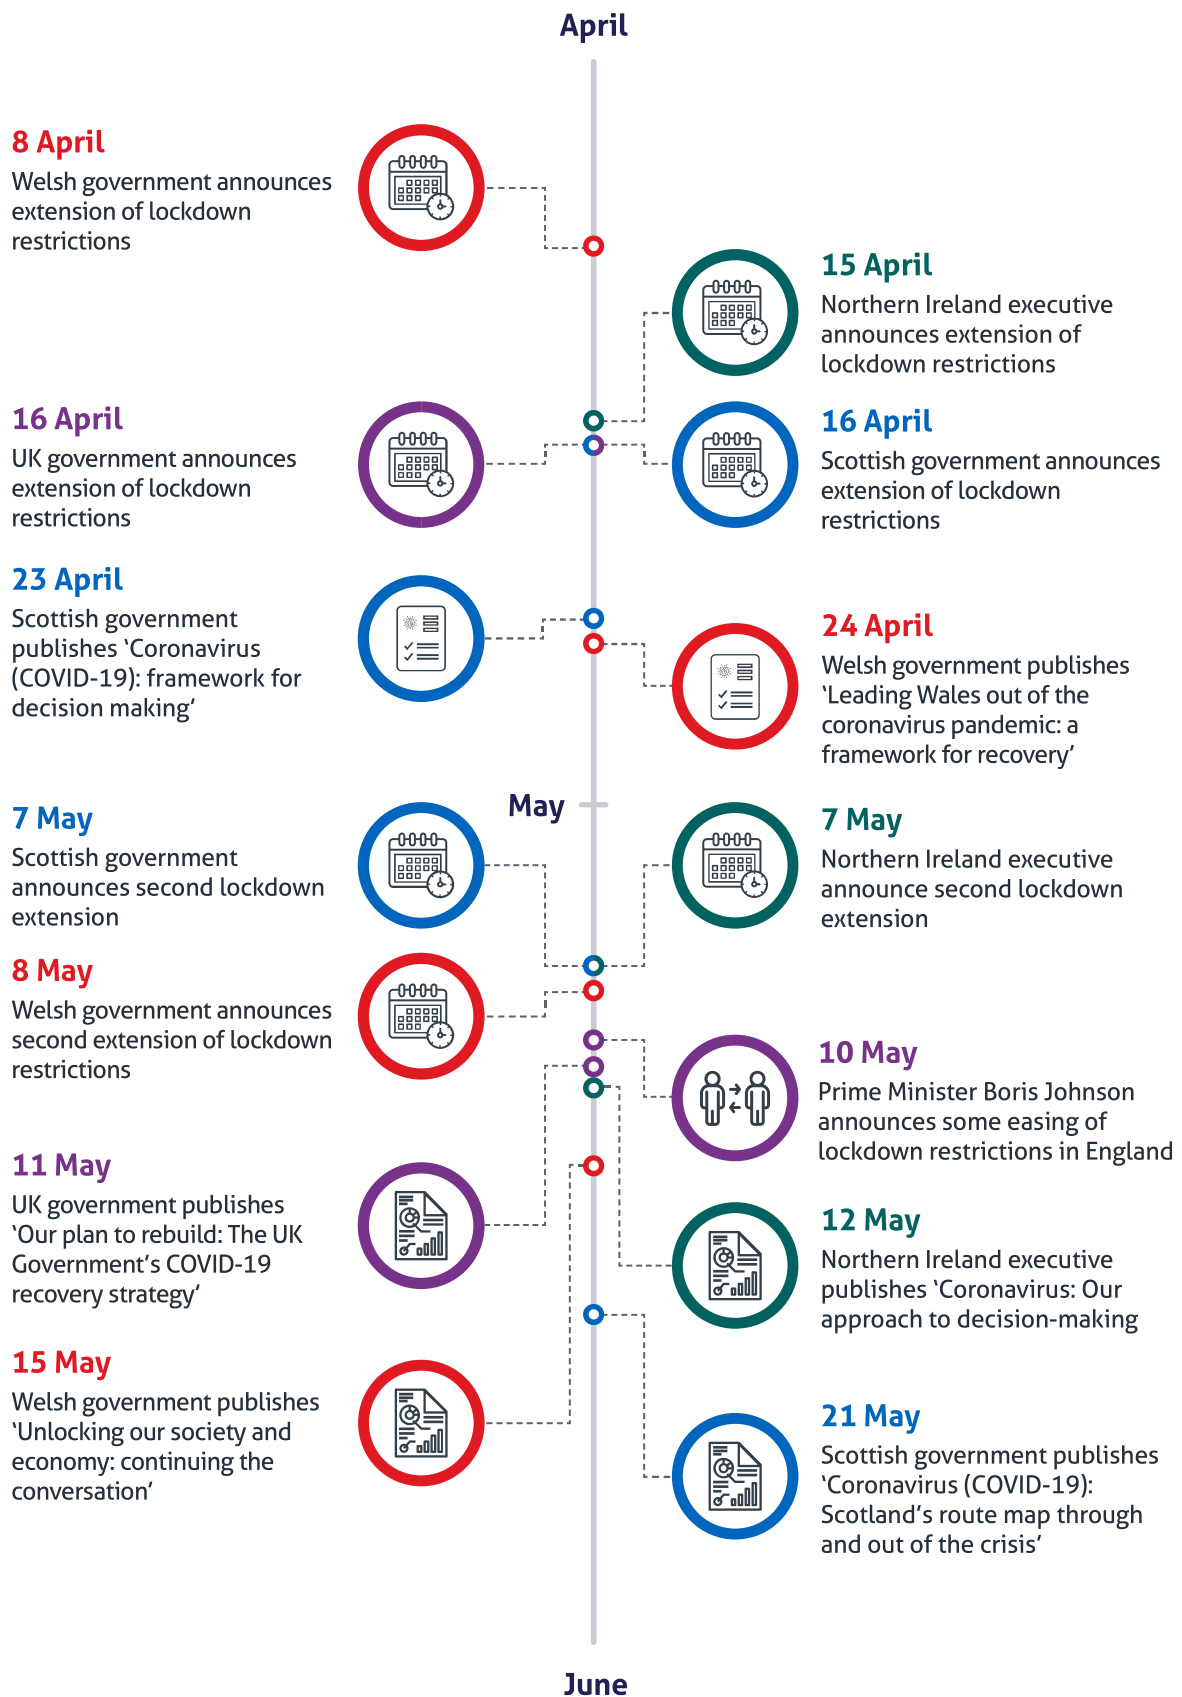 April
8 April
Welsh government announces
extension of lockdown
restrictions
15 April
Northern Ireland executive
announces extension of
lockdown restrictions
16 April
UK government announces
extension of lockdown
restrictions
16 April
Scottish government announces
extension of lockdown
restrictions
23 April
Scottish government
publishes ‘Coronavirus
(COVID-19): framework for
decision making’
24 April
Welsh government publishes
‘Leading Wales out of the
coronavirus pandemic: a
framework for recovery’
May
7 May
Scottish government
announces second lockdown
extension
7 May
Northern Ireland executive
announce second lockdown
extension
8 May
Welsh government announces
second extension of lockdown
restrictions
10 May
Prime Minister Boris Johnson
announces some easing of
lockdown restrictions in England
11 May
UK government publishes
‘Our plan to rebuild: The UK
Government’s COVID-19
recovery strategy’
12 May
Northern Ireland executive
publishes ‘Coronavirus: Our
approach to decision-making
15 May
Welsh government publishes
‘Unlocking our society and
economy: continuing the
conversation’
21 May
Scottish government publishes
‘Coronavirus (COVID-19):
Scotland’s route map through
and out of the crisis’
June